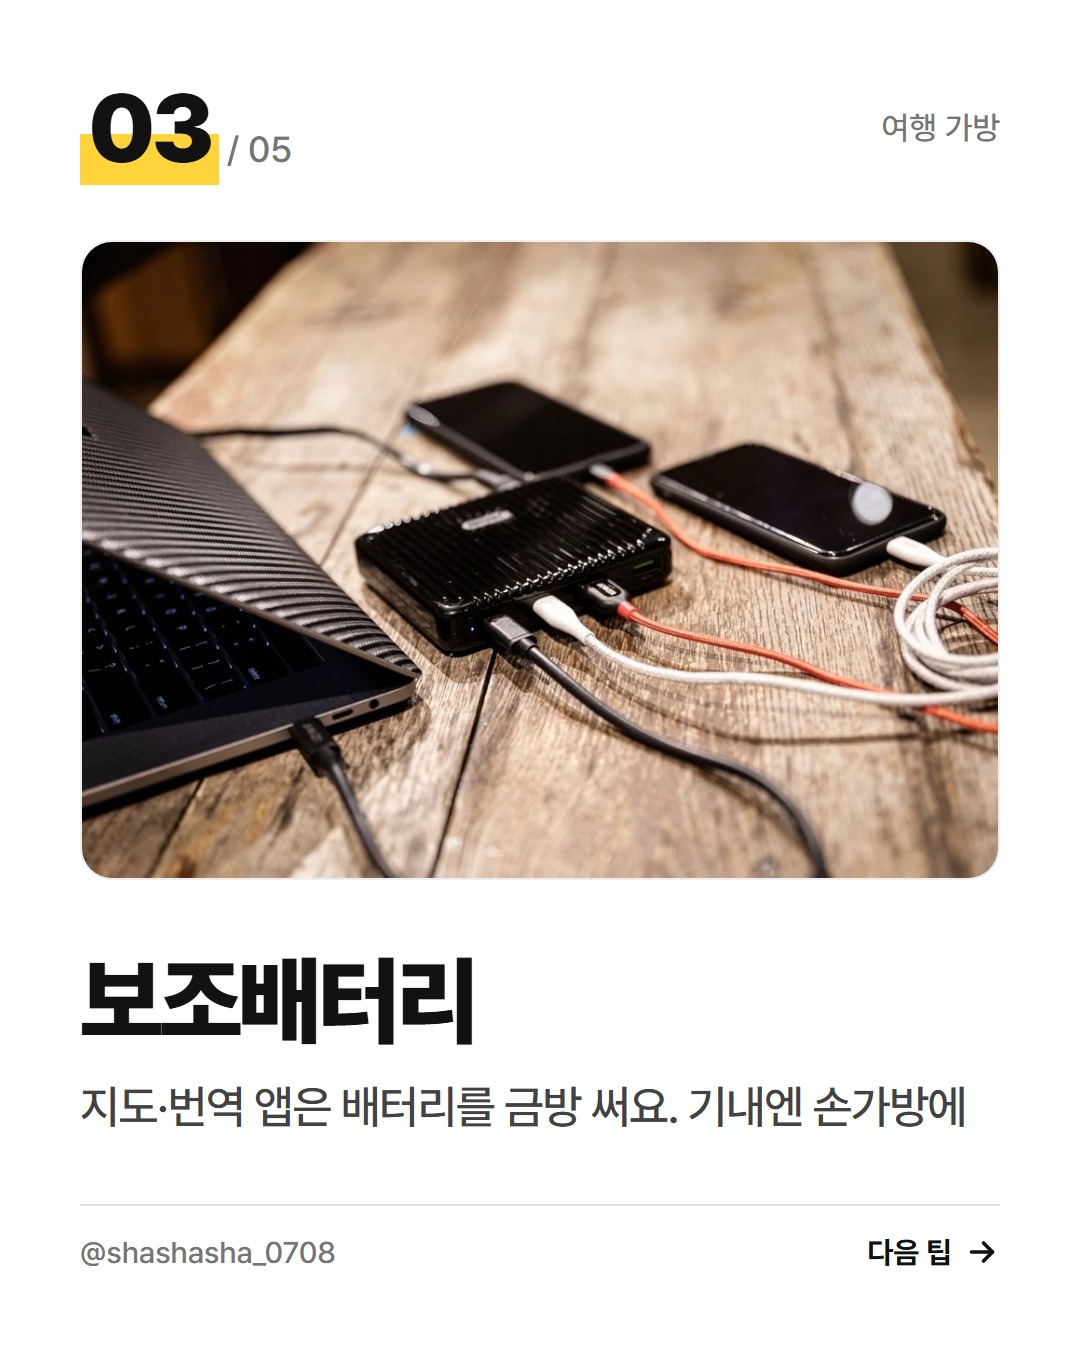 03 / 05
여행 가방
보조배터리
지도·번역 앱은 배터리를 금방 써요. 기내엔 손가방에
@shashasha_0708
다음 팁 →